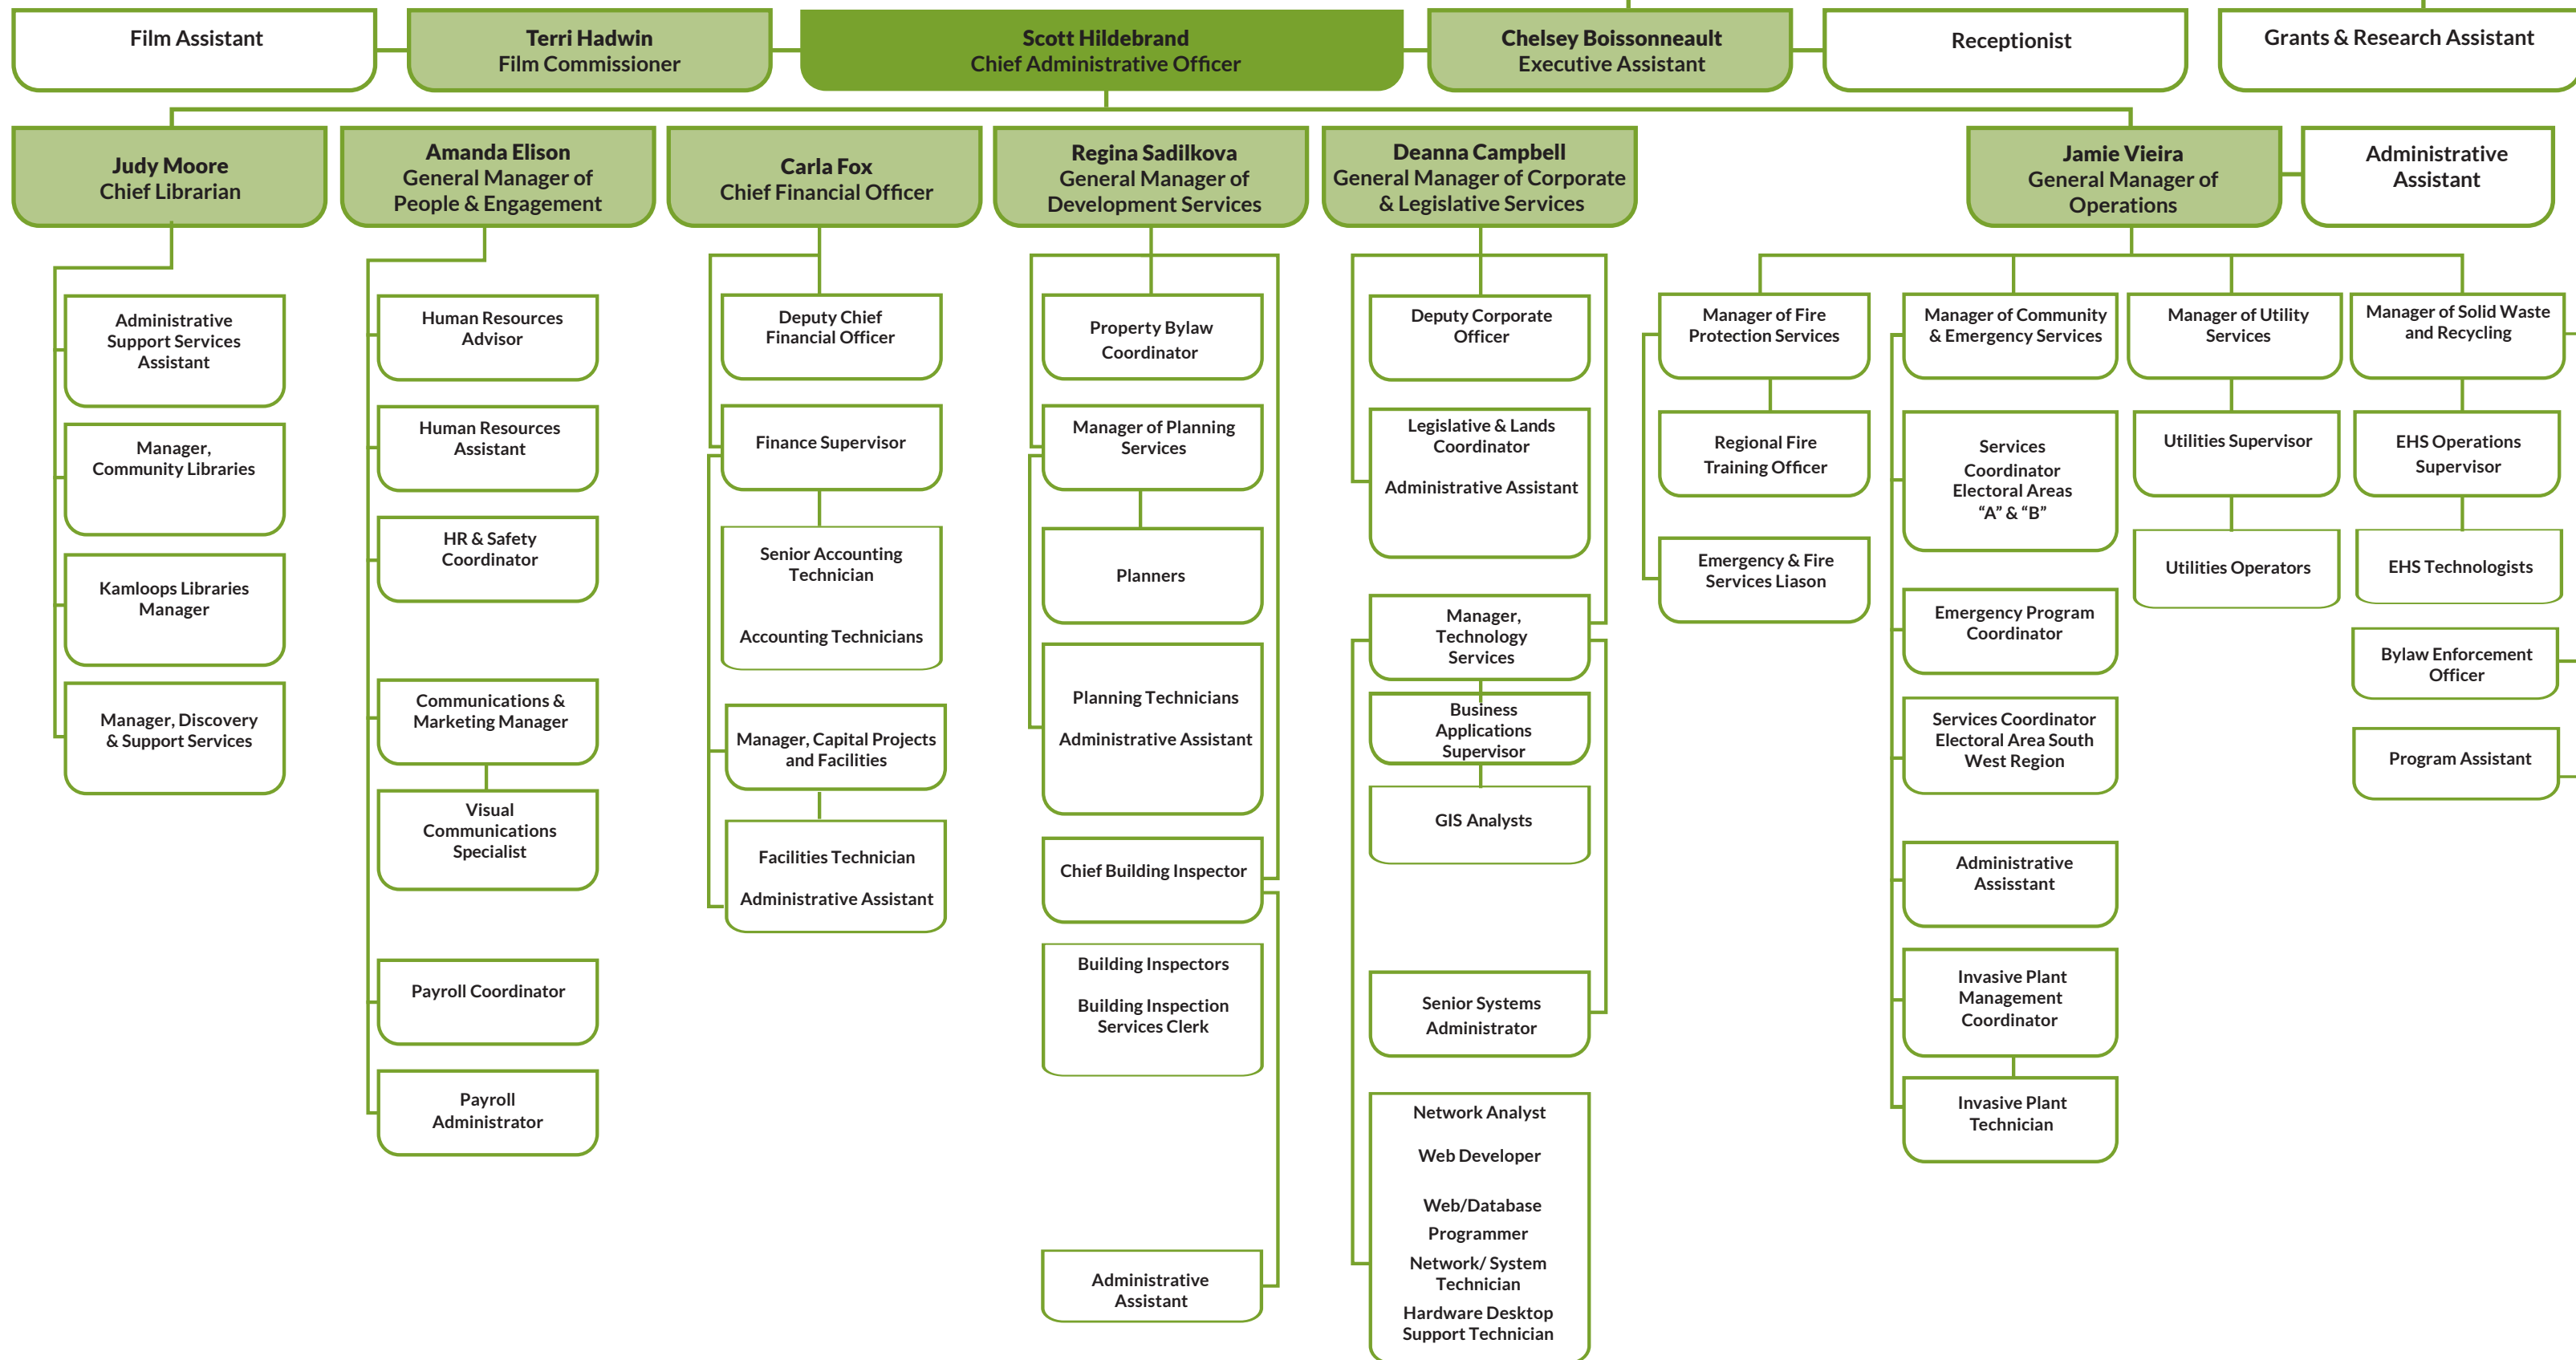 Film Assistant
Terri Hadwin
Film Commissioner
Scott Hildebrand
Chief Administrative Officer
Chelsey Boissonneault
Executive Assistant
Receptionist
Grants & Research Assistant
Judy Moore
Chief Librarian
Amanda Elison
General Manager of
People & Engagement
Carla Fox
Chief Financial Officer
Regina Sadilkova
General Manager of
Development Services
Deanna Campbell
General Manager of Corporate
& Legislative Services
Jamie Vieira
General Manager of
Operations
Administrative
Assistant
Administrative
Support Services
Assistant
Manager,
Community Libraries
Kamloops Libraries
Manager
Manager, Discovery
& Support Services
Human Resources
Advisor
Human Resources
Assistant
HR & Safety
Coordinator
Communications &
Marketing Manager
Visual
Communications
Specialist
Payroll Coordinator
Payroll
Administrator
Deputy Chief
Financial Officer
Finance Supervisor
Senior Accounting
Technician
Accounting Technicians
Manager, Capital Projects
and Facilities
Facilities Technician
Administrative Assistant
Property Bylaw
Coordinator
Manager of Planning
Services
Planners
Planning Technicians
Administrative Assistant
Chief Building Inspector
Building Inspectors
Building Inspection
Services Clerk
Administrative
Assistant
Deputy Corporate
Officer
Legislative & Lands
Coordinator
Administrative Assistant
Manager,
Technology
Services
Business
Applications
Supervisor
GIS Analysts
Senior Systems
Administrator
Network Analyst
Web Developer
Web/Database
Programmer
Network/ System
Technician
Hardware Desktop
Support Technician
Manager of Fire
Protection Services
Regional Fire
Training Officer
Emergency & Fire
Services Liason
Manager of Community
& Emergency Services
Services
Coordinator
Electoral Areas
“A” & “B”
Emergency Program
Coordinator
Services Coordinator
Electoral Area South
West Region
Administrative
Assisstant
Invasive Plant
Management
Coordinator
Invasive Plant
Technician
Manager of Utility
Services
Utilities Supervisor
Utilities Operators
Manager of Solid Waste
and Recycling
EHS Operations
Supervisor
EHS Technologists
Bylaw Enforcement
Officer
Program Assistant